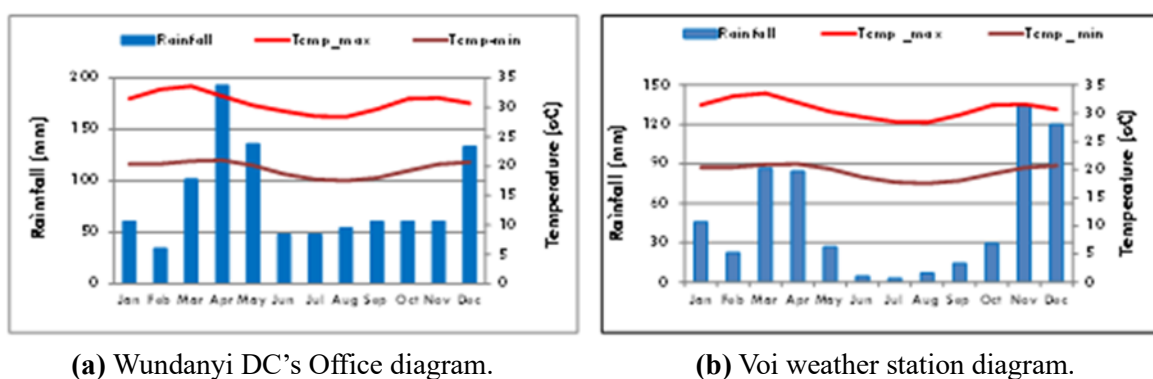 Rainfall Temp_max Temp-min
200 35
150 30
100 25
50 20
0 15
10
5
0
Rainfall (mm)
Temperature (oC)
Jan Feb Mar Apr May Jun Jul Aug Sep Oct Nov Dec
(a) Wundanyi DC's Office diagram.
Rainfall Temp_max Temp_min
150 35
120 30
90 25
60 20
30 15
0 10
5
0
Rainfall (mm)
Temperature (oC)
Jan Feb Mar Apr May Jun Jul Aug Sep Oct Nov Dec
(b) Voi weather station diagram.